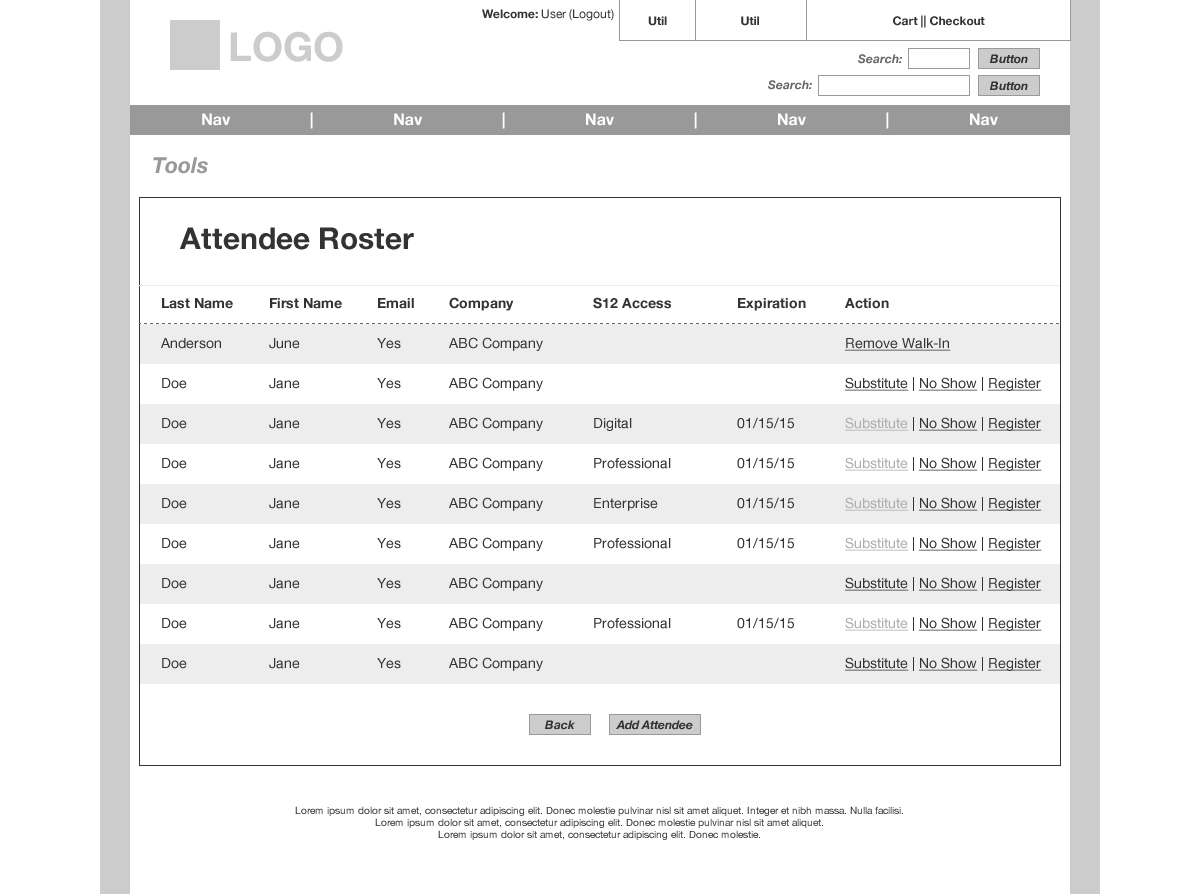 Welcome: User (Logout)
Util
Util
Cart || Checkout
LOGO
Search:
Button
Search:
Button
Nav | Nav | Nav | Nav | Nav
Tools
Attendee Roster
Last Name First Name Email Company S12 Access Expiration Action
Anderson June Yes ABC Company Remove Walk-In
Doe Jane Yes ABC Company Substitute | No Show | Register
Doe Jane Yes ABC Company Digital 01/15/15 Substitute | No Show | Register
Doe Jane Yes ABC Company Professional 01/15/15 Substitute | No Show | Register
Doe Jane Yes ABC Company Enterprise 01/15/15 Substitute | No Show | Register
Doe Jane Yes ABC Company Professional 01/15/15 Substitute | No Show | Register
Doe Jane Yes ABC Company Substitute | No Show | Register
Doe Jane Yes ABC Company Professional 01/15/15 Substitute | No Show | Register
Doe Jane Yes ABC Company Substitute | No Show | Register
Back
Add Attendee
Lorem ipsum dolor sit amet, consectetur adipiscing elit. Donec molestie pulvinar nisl sit amet aliquet. Integer et nibh massa. Nulla facilisi.
Lorem ipsum dolor sit amet, consectetur adipiscing elit. Donec molestie pulvinar nisl sit amet aliquet.
Lorem ipsum dolor sit amet, consectetur adipiscing elit. Donec molestie.